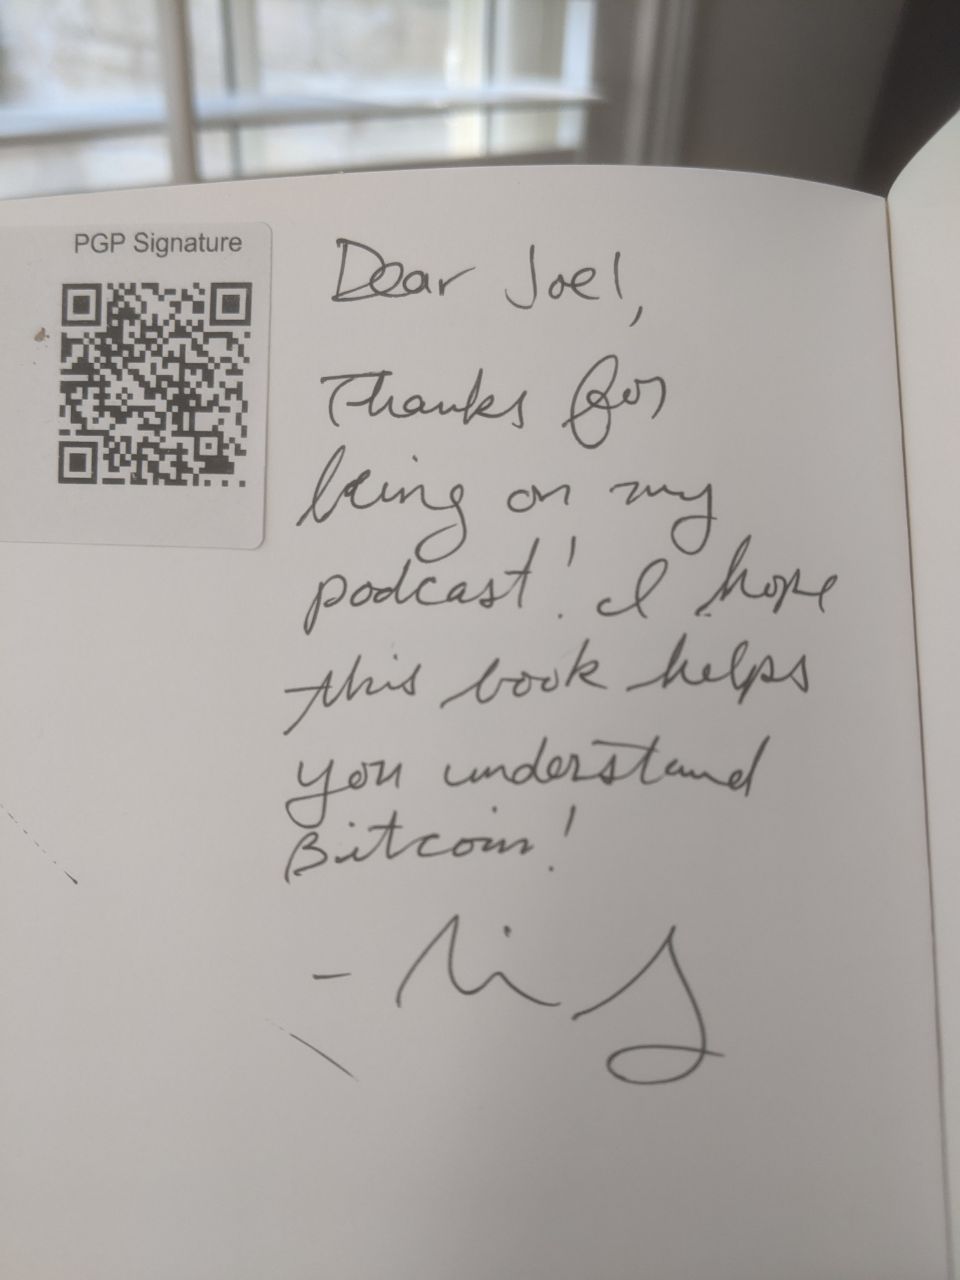 PGP Signature
Dear Joel,
Thanks for
being on my
podcast! I hope
this book helps
you understand
Bitcoin!
-